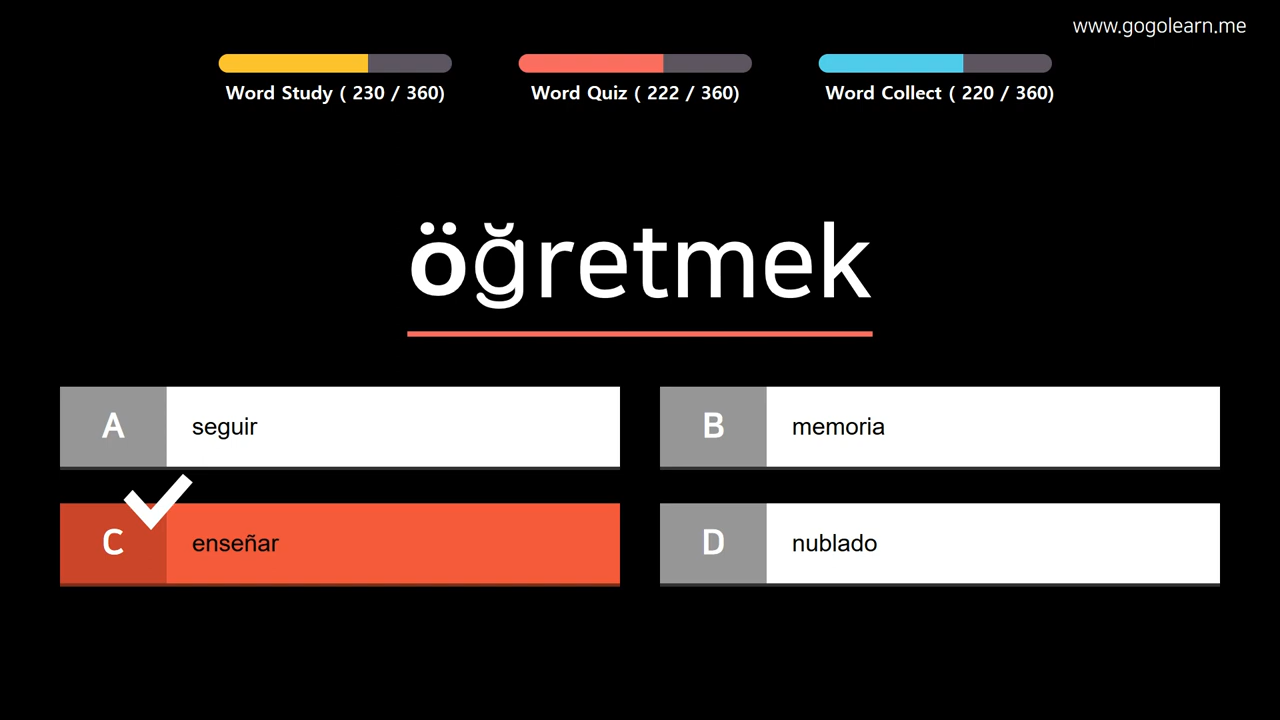 www.gogolearn.me
Word Study ( 230 / 360)
Word Quiz ( 222 / 360)
Word Collect ( 220 / 360)
öğretmek
A seguir
B memoria
C enseñar
D nublado